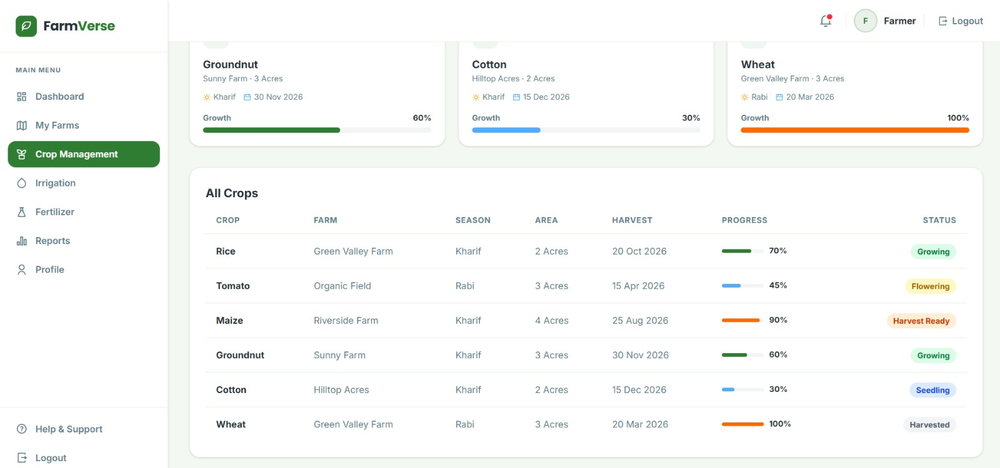 FarmVerse
F
Farmer
Logout
MAIN MENU
Dashboard
My Farms
Crop Management
Irrigation
Fertilizer
Reports
Profile
Help & Support
Logout
Groundnut
Sunny Farm · 3 Acres
Kharif 30 Nov 2026
Growth 60%
Cotton
Hilltop Acres · 2 Acres
Kharif 15 Dec 2026
Growth 30%
Wheat
Green Valley Farm · 3 Acres
Rabi 20 Mar 2026
Growth 100%
All Crops
CROP FARM SEASON AREA HARVEST PROGRESS STATUS
Rice Green Valley Farm Kharif 2 Acres 20 Oct 2026 70% Growing
Tomato Organic Field Rabi 3 Acres 15 Apr 2026 45% Flowering
Maize Riverside Farm Kharif 4 Acres 25 Aug 2026 90% Harvest Ready
Groundnut Sunny Farm Kharif 3 Acres 30 Nov 2026 60% Growing
Cotton Hilltop Acres Kharif 2 Acres 15 Dec 2026 30% Seedling
Wheat Green Valley Farm Rabi 3 Acres 20 Mar 2026 100% Harvested